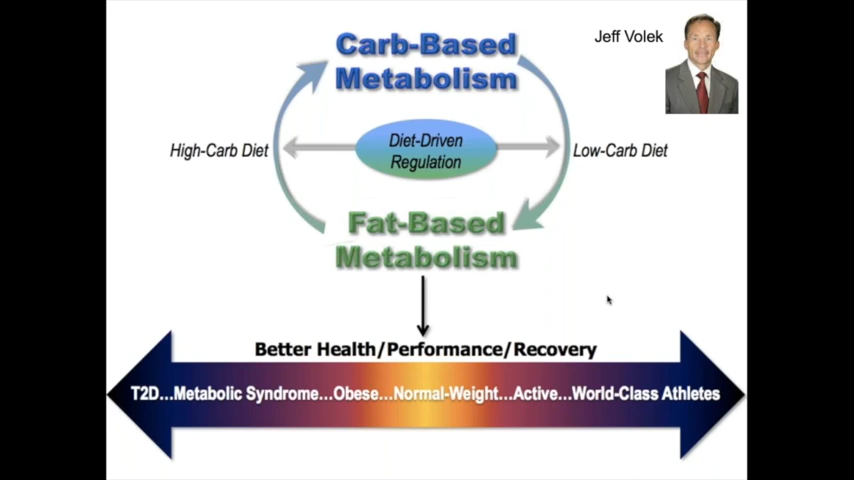 Jeff Volek
Carb-Based
Metabolism
High-Carb Diet
Diet-Driven
Regulation
Low-Carb Diet
Fat-Based
Metabolism
Better Health/Performance/Recovery
T2D...Metabolic Syndrome...Obese...Normal-Weight...Active...World-Class Athletes